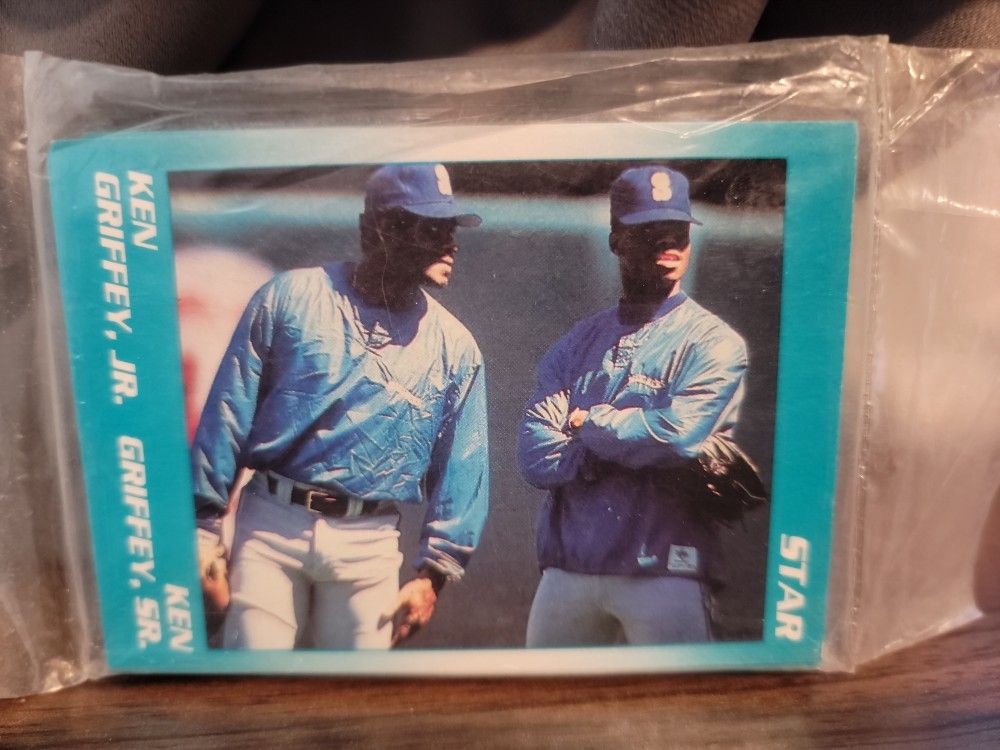 KEN
GRIFFEY, JR.
KEN
GRIFFEY, SR.
STAR
S
S